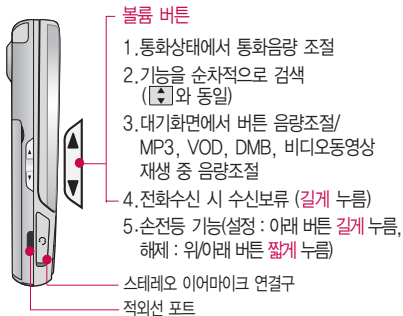 볼륨 버튼
1.통화상태에서 통화음량 조절
2.기능을 순차적으로 검색
(와 동일)
3.대기화면에서 버튼 음량조절/
MP3, VOD, DMB, 비디오동영상
재생 중 음량조절
4.전화수신 시 수신보류 (길게 누름)
5.손전등 기능(설정 : 아래 버튼 길게 누름,
해제 : 위/아래 버튼 짧게 누름)
스테레오 이어마이크 연결구
적외선 포트